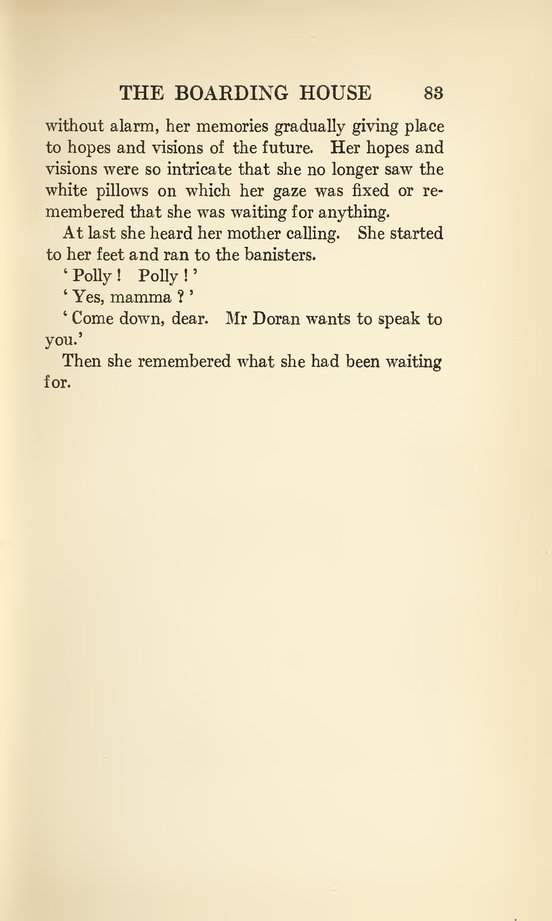 THE BOARDING HOUSE 83
without alarm, her memories gradually giving place
to hopes and visions of the future. Her hopes and
visions were so intricate that she no longer saw the
white pillows on which her gaze was fixed or re-
membered that she was waiting for anything.
At last she heard her mother calling. She started
to her feet and ran to the banisters.
‘ Polly ! Polly ! ’
‘ Yes, mamma ? ’
‘ Come down, dear. Mr Doran wants to speak to
you.’
Then she remembered what she had been waiting
for.